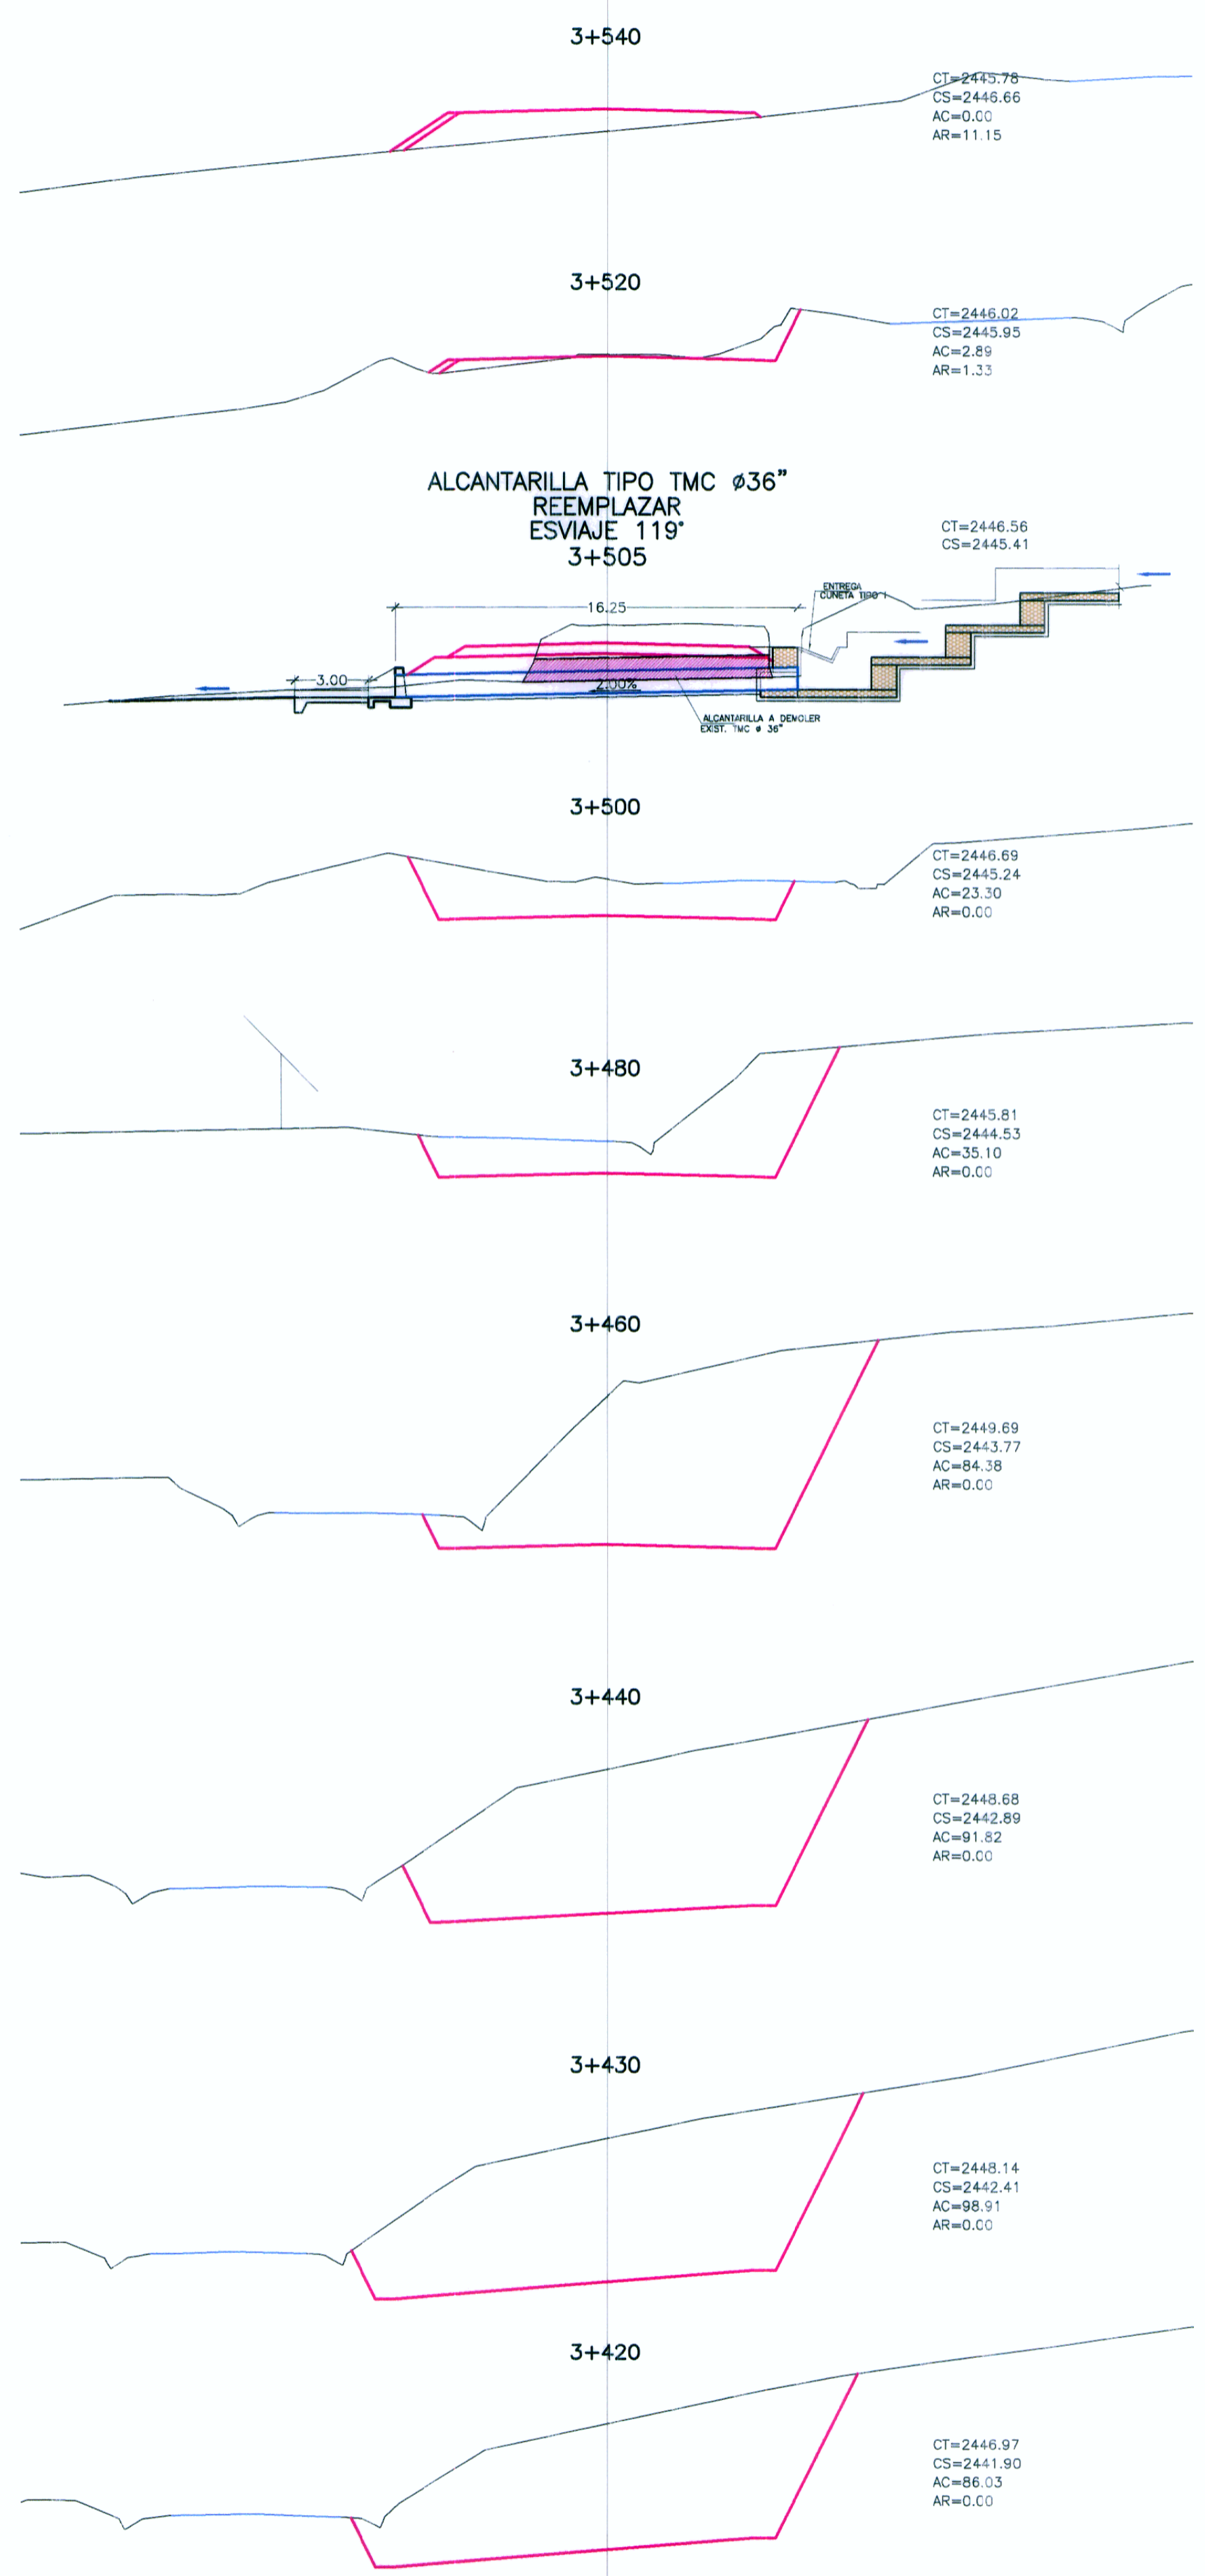 3+540
CT=2445.78
CS=2446.66
AC=0.00
AR=11.15
3+520
CT=2446.02
CS=2445.95
AC=2.89
AR=1.33
ALCANTARILLA TIPO TMC ø36"
REEMPLAZAR
ESVIAJE 119°
3+505
CT=2446.56
CS=2445.41
ENTREGA
CUNETA TIPO I
16.25
3.00
2.00%
ALCANTARILLA A DEMOLER
EXIST. TMC ø 36"
3+500
CT=2446.69
CS=2445.24
AC=23.30
AR=0.00
3+480
CT=2445.81
CS=2444.53
AC=35.10
AR=0.00
3+460
CT=2449.69
CS=2443.77
AC=84.38
AR=0.00
3+440
CT=2448.68
CS=2442.89
AC=91.82
AR=0.00
3+430
CT=2448.14
CS=2442.41
AC=98.91
AR=0.00
3+420
CT=2446.97
CS=2441.90
AC=86.03
AR=0.00